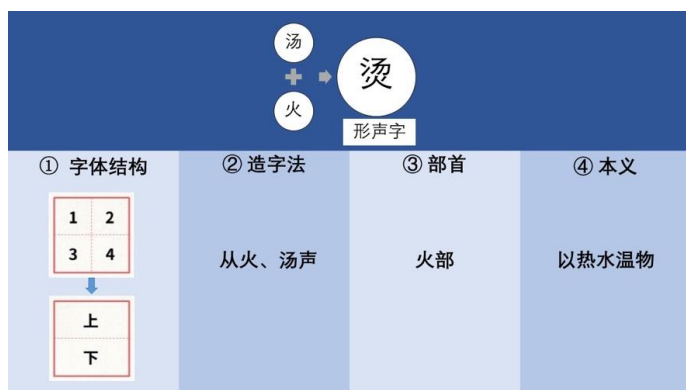 汤
火
烫
形声字
① 字体结构
1 2
3 4
上
下
② 造字法
从火、汤声
③ 部首
火部
④ 本义
以热水温物